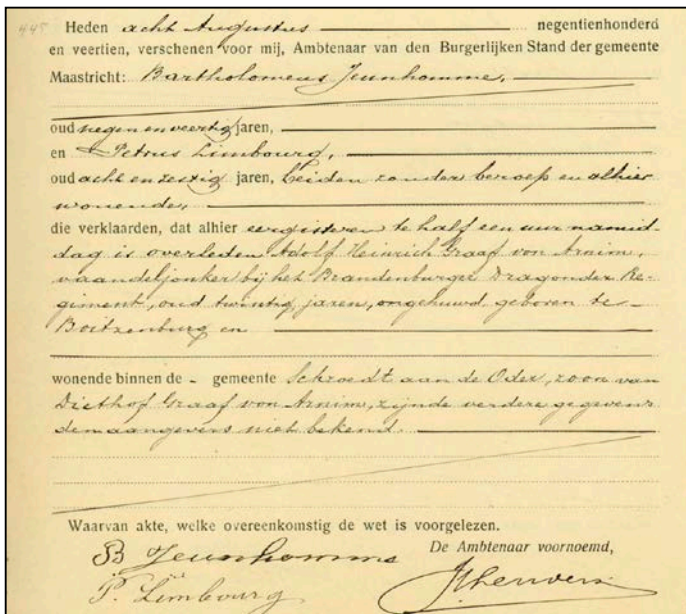 445
Heden acht Augustus negentienhonderd
en veertien, verschenen voor mij, Ambtenaar van den Burgerlijken Stand der gemeente
Maastricht: Bartholomeus Jeunhomme,
oud negen en veertig jaren,
en Petrus Limbourg,
oud acht en zestig jaren, beiden zonder beroep en alhier
wonende,
die verklaarden, dat alhier eergisteren te half een uur namid-
dag is overleden Adolf Heinrich Graaf von Arnim,
vaandeljonker bij het Brandenburger Dragonder Re-
giment, oud twintig jaren, ongehuwd geboren te
Boitzenburg en
wonende binnen de - gemeente Schwedt aan de Oder, zoon van
Diethof Graaf von Arnim, zijnde verdere gegevens
den aangevers niet bekend.
Waarvan akte, welke overeenkomstig de wet is voorgelezen.
B Jeunhomme De Ambtenaar voornoemd,
P. Limbourg